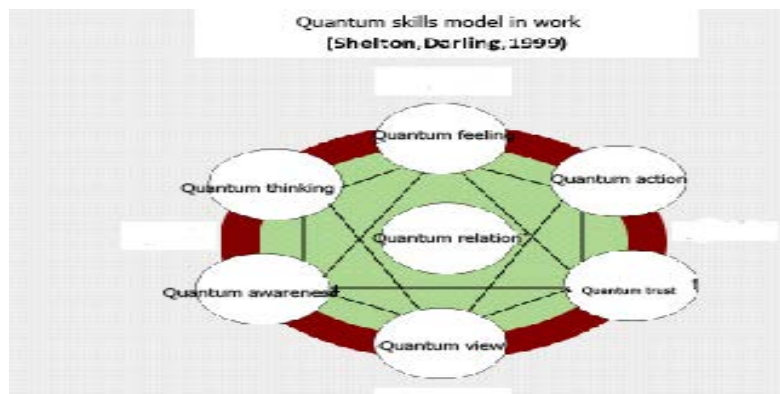 Quantum skills model in work
(Shelton,Darling,1999)
Quantum feeling
Quantum thinking
Quantum action
Quantum relation
Quantum awareness
Quantum trust
Quantum view